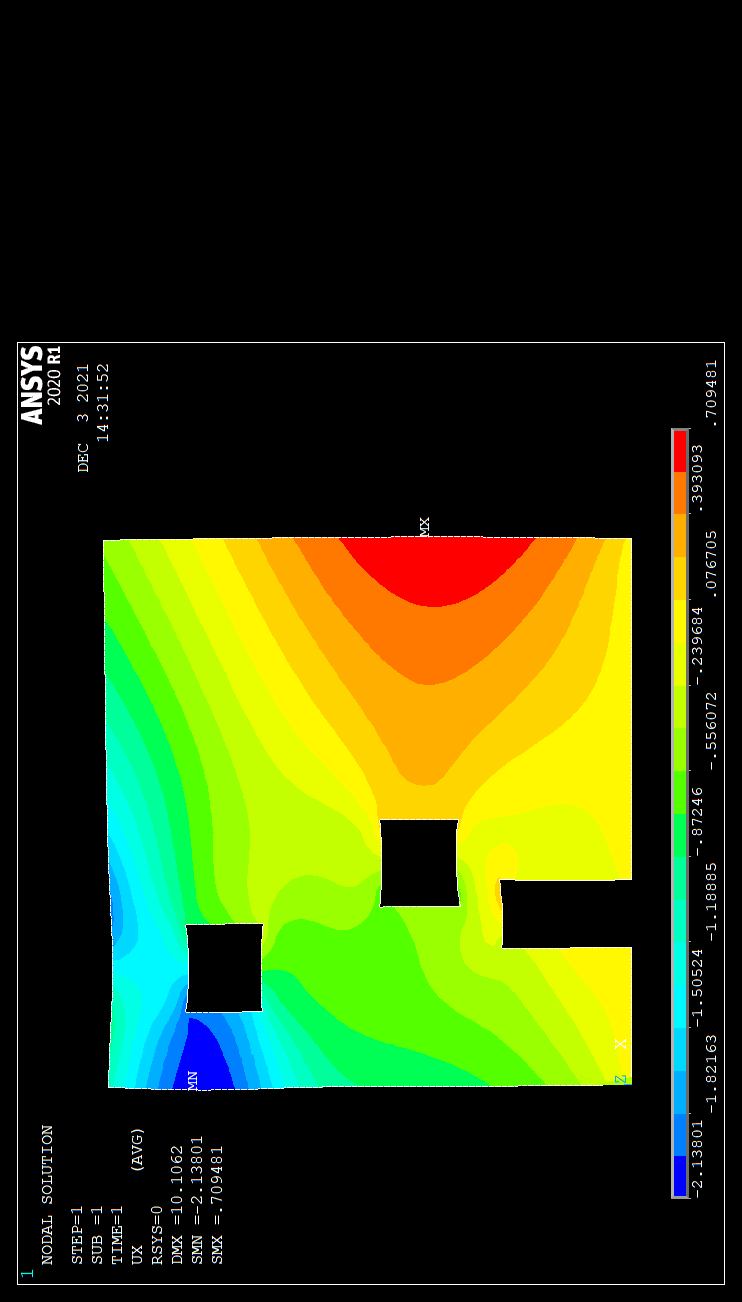 1
NODAL SOLUTION
STEP=1
SUB =1
TIME=1
UX (AVG)
RSYS=0
DMX =10.1062
SMN =-2.13801
SMX =.709481
ANSYS
2020 R1
DEC 3 2021
14:31:52
MN
MX
Z
X
-2.13801
-1.82163
-1.50524
-1.18885
-.87246
-.556072
-.239684
.076705
.393093
.709481